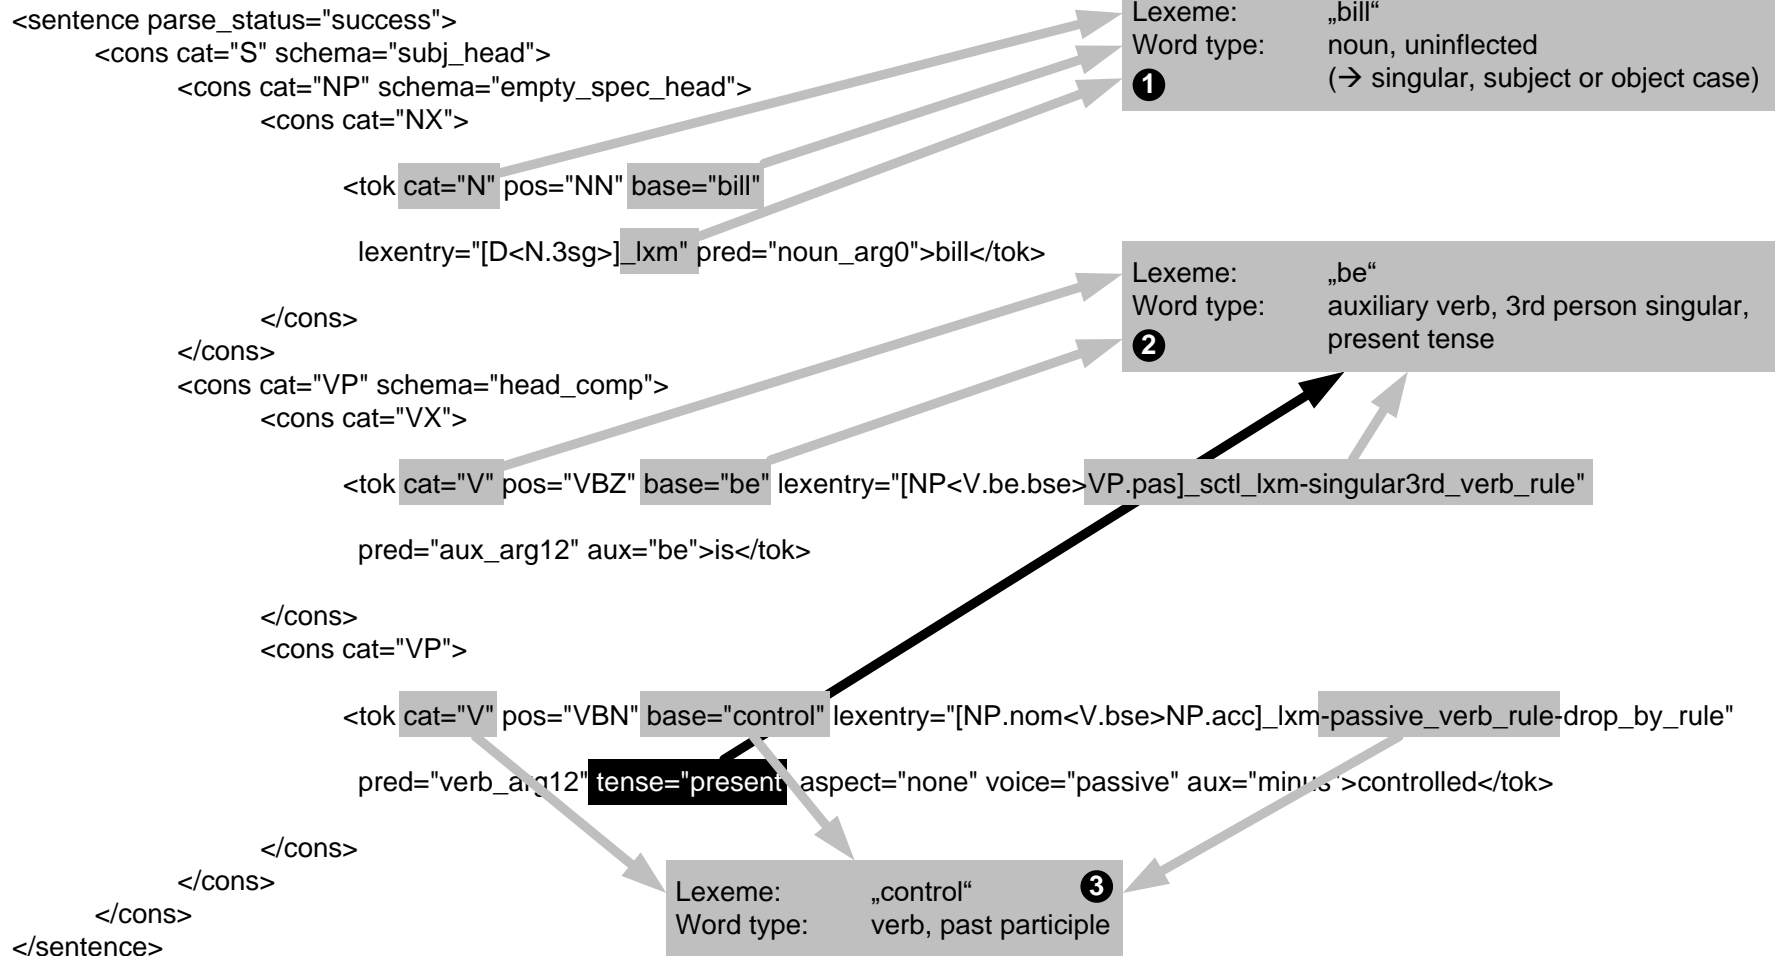 <sentence parse_status="success">
<cons cat="S" schema="subj_head">
<cons cat="NP" schema="empty_spec_head">
<cons cat="NX">
<tok cat="N" pos="NN" base="bill"
lexentry="[D<N.3sg>]_lxm" pred="noun_arg0">bill</tok>
</cons>
</cons>
<cons cat="VP" schema="head_comp">
<cons cat="VX">
<tok cat="V" pos="VBZ" base="be" lexentry="[NP<V.be.bse>VP.pas]_sctl_lxm-singular3rd_verb_rule"
pred="aux_arg12" aux="be">is</tok>
</cons>
<cons cat="VP">
<tok cat="V" pos="VBN" base="control" lexentry="[NP.nom<V.bse>NP.acc]_lxm-passive_verb_rule-drop_by_rule"
pred="verb_arg12" tense="present aspect="none" voice="passive" aux="minus">controlled</tok>
</cons>
</cons>
</cons>
</sentence>
Lexeme: „bill“
Word type: noun, uninflected
❶ (→ singular, subject or object case)
Lexeme: „be“
Word type: auxiliary verb, 3rd person singular,
❷ present tense
Lexeme: „control“ ❸
Word type: verb, past participle